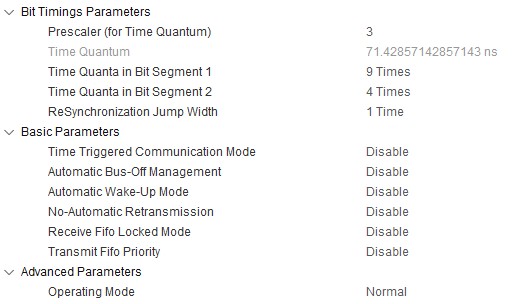 Bit Timings Parameters
Prescaler (for Time Quantum) 3
Time Quantum 71.42857142857143 ns
Time Quanta in Bit Segment 1 9 Times
Time Quanta in Bit Segment 2 4 Times
ReSynchronization Jump Width 1 Time
Basic Parameters
Time Triggered Communication Mode Disable
Automatic Bus-Off Management Disable
Automatic Wake-Up Mode Disable
No-Automatic Retransmission Disable
Receive Fifo Locked Mode Disable
Transmit Fifo Priority Disable
Advanced Parameters
Operating Mode Normal